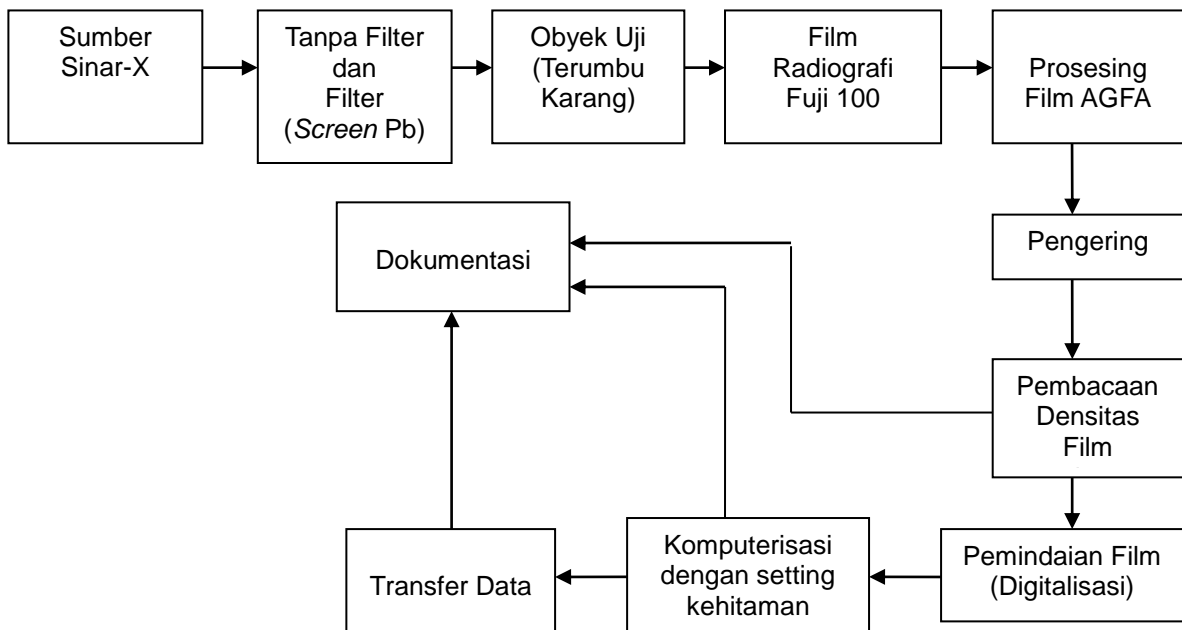 Sumber
Sinar-X
Tanpa Filter
dan
Filter
(Screen Pb)
Obyek Uji
(Terumbu
Karang)
Film
Radiografi
Fuji 100
Prosesing
Film AGFA
Pengering
Dokumentasi
Pembacaan
Densitas
Film
Transfer Data
Komputerisasi
dengan setting
kehitaman
Pemindaian Film
(Digitalisasi)